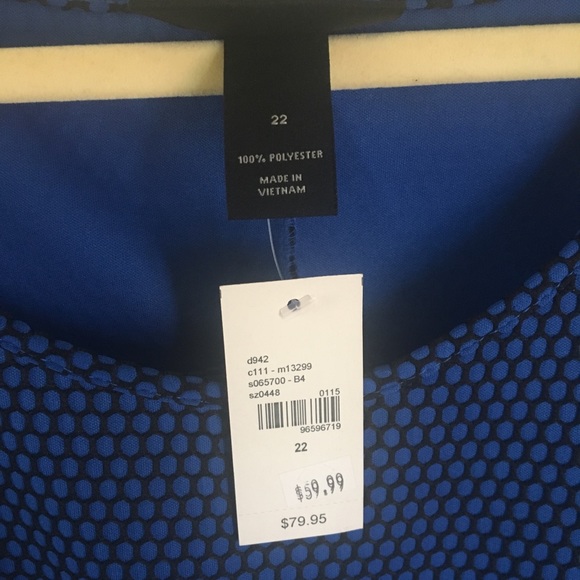 22
100% POLYESTER
MADE IN
VIETNAM
d942
c111 - m13299
s065700 - B4
sz0448 0115
96596719
22
$59.99
$79.95